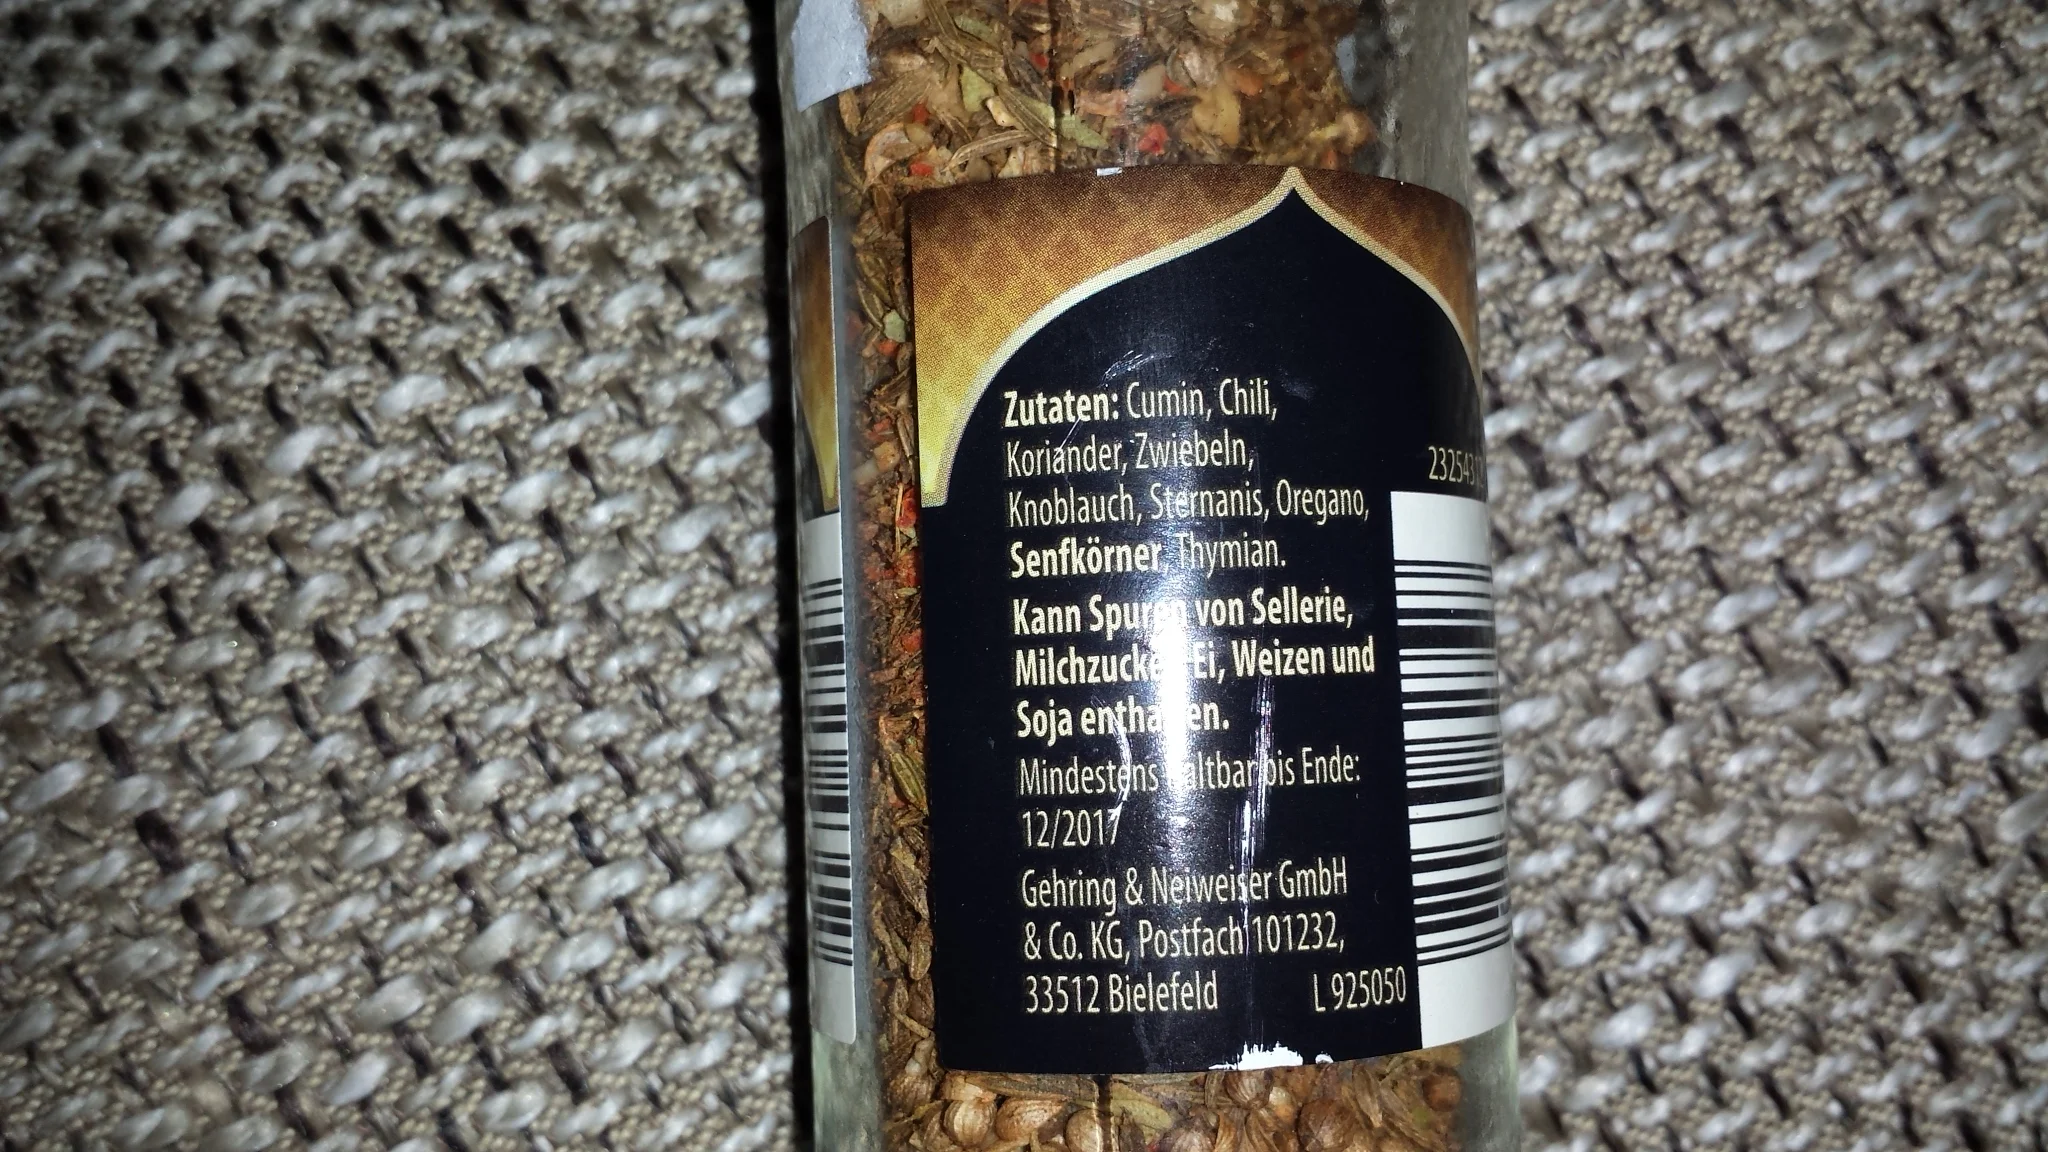 Zutaten: Cumin, Chili,
Koriander, Zwiebeln,
Knoblauch, Sternanis, Oregano,
Senfkörner, Thymian.
Kann Spuren von Sellerie,
Milchzucker, Ei, Weizen und
Soja enthalten.
Mindestens haltbar bis Ende:
12/2017
Gehring & Neiweiser GmbH
& Co. KG, Postfach 101232,
33512 Bielefeld
L 925050